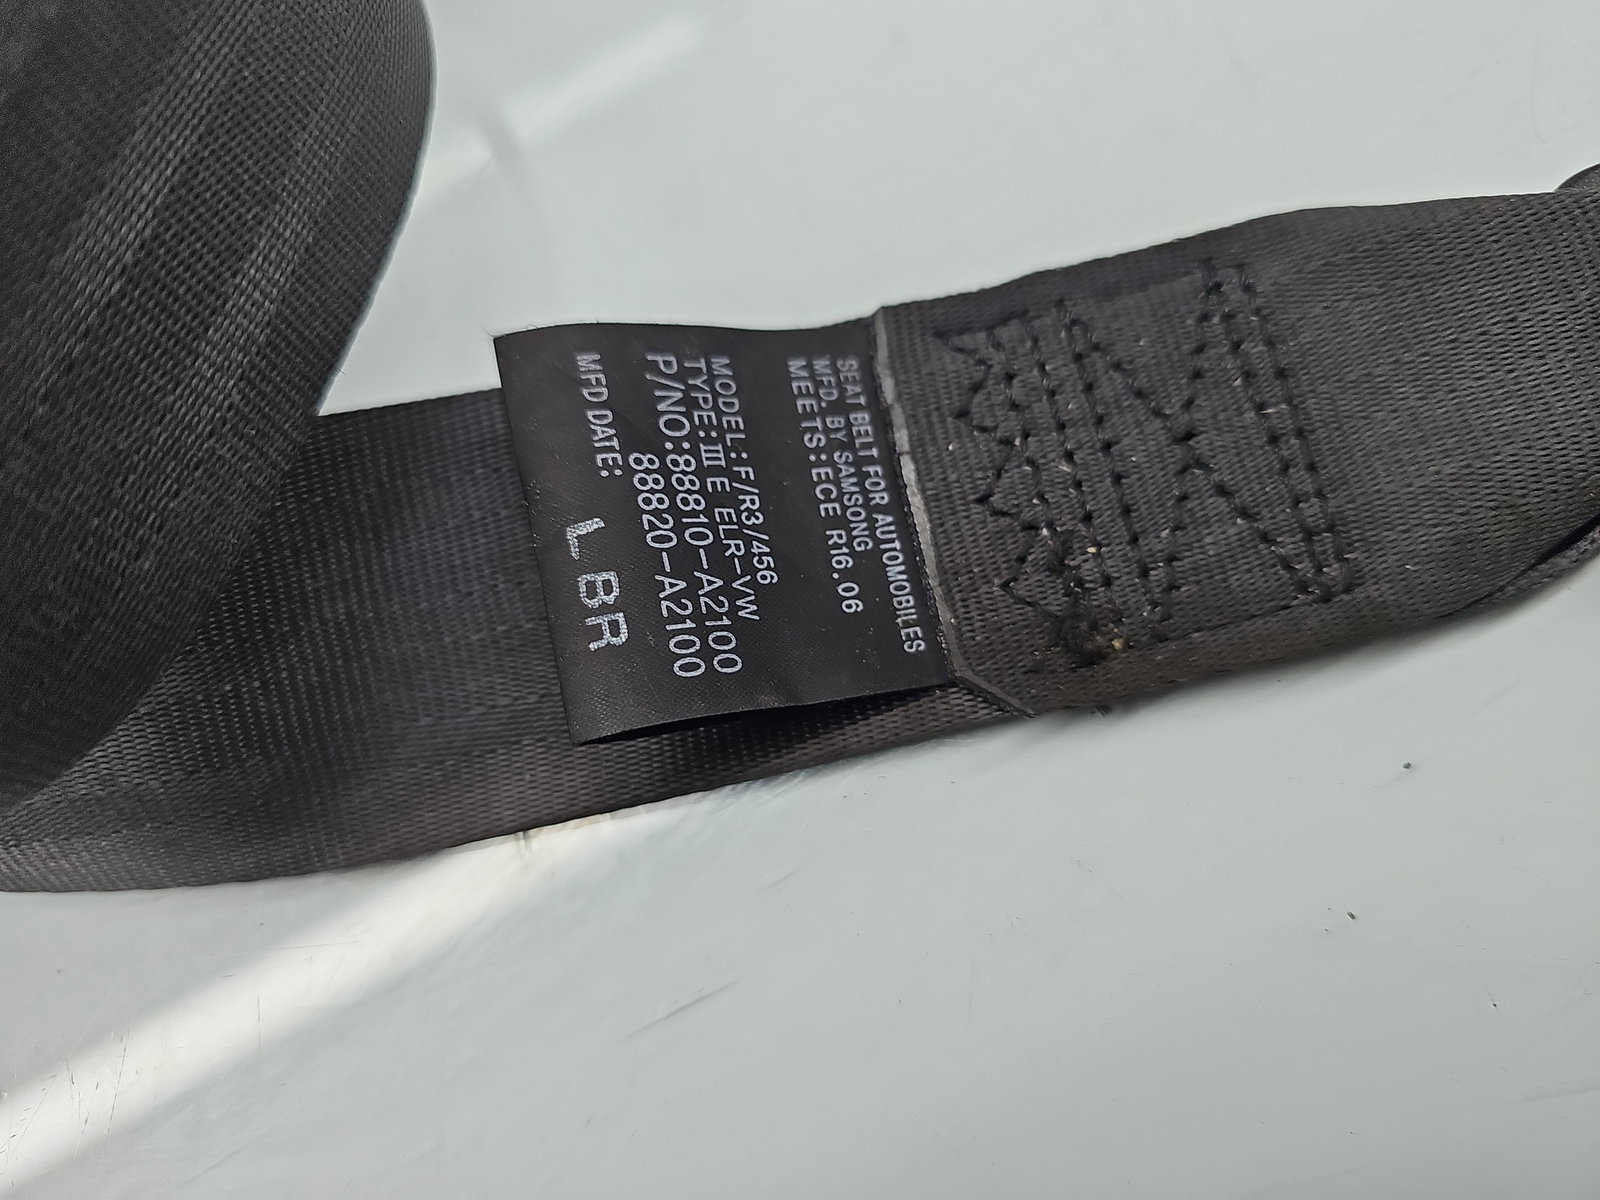 SEAT BELT FOR AUTOMOBILES
MFD. BY SAMSONG
MEETS:ECE R16.06
MODEL:F/R3/456
TYPE:Ⅲ E ELR-VW
P/NO:88810-A2100
88820-A2100
MFD DATE:
LBR